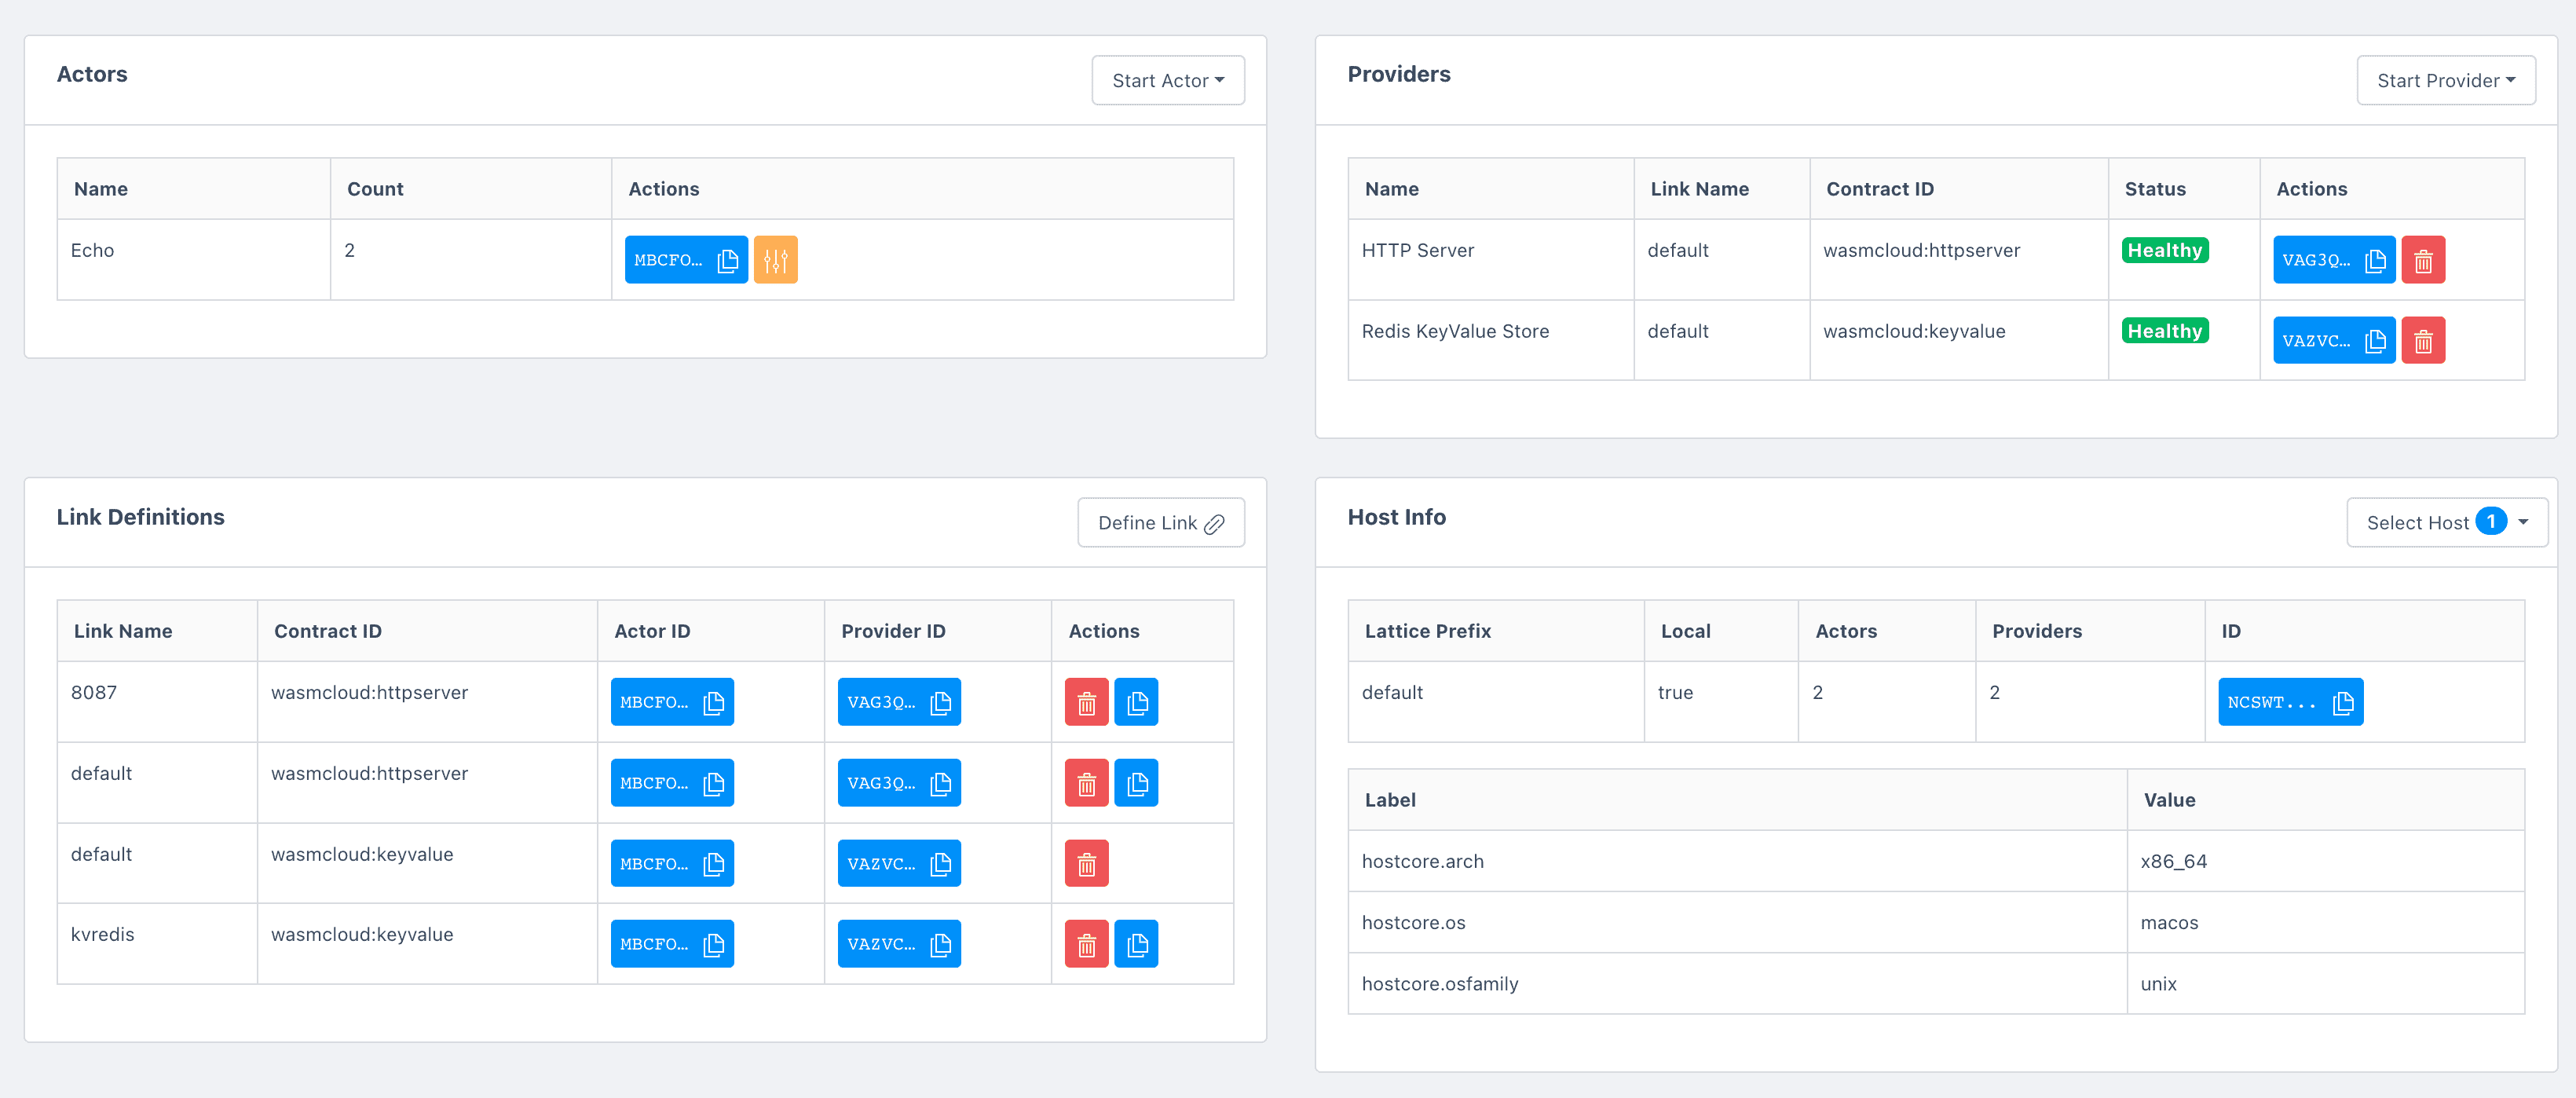 Actors
Start Actor
Name Count Actions
Echo 2 MBCFO...
Providers
Start Provider
Name Link Name Contract ID Status Actions
HTTP Server default wasmcloud:httpserver Healthy VAG3Q...
Redis KeyValue Store default wasmcloud:keyvalue Healthy VAZVC...
Link Definitions
Define Link
Link Name Contract ID Actor ID Provider ID Actions
8087 wasmcloud:httpserver MBCFO... VAG3Q...
default wasmcloud:httpserver MBCFO... VAG3Q...
default wasmcloud:keyvalue MBCFO... VAZVC...
kvredis wasmcloud:keyvalue MBCFO... VAZVC...
Host Info
Select Host 1
Lattice Prefix Local Actors Providers ID
default true 2 2 NCSWT...
Label Value
hostcore.arch x86_64
hostcore.os macos
hostcore.osfamily unix